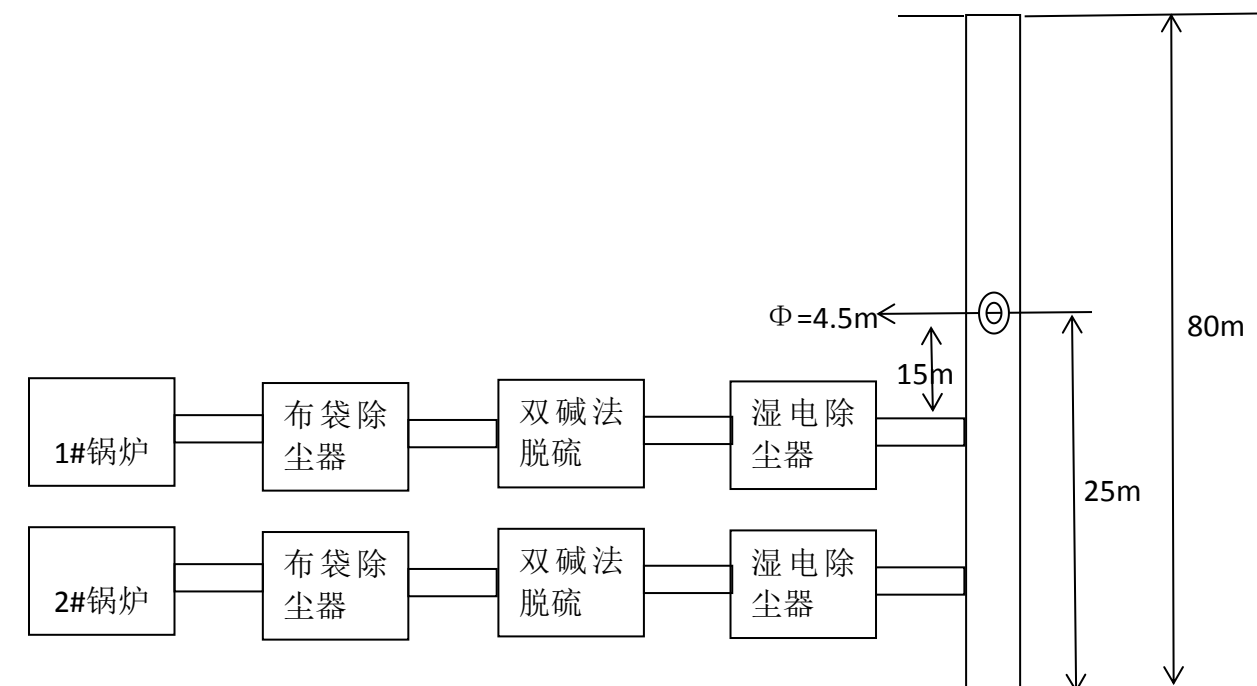 Φ=4.5m
80m
15m
25m
1#锅炉
布袋除
尘器
双碱法
脱硫
湿电除
尘器
2#锅炉
布袋除
尘器
双碱法
脱硫
湿电除
尘器